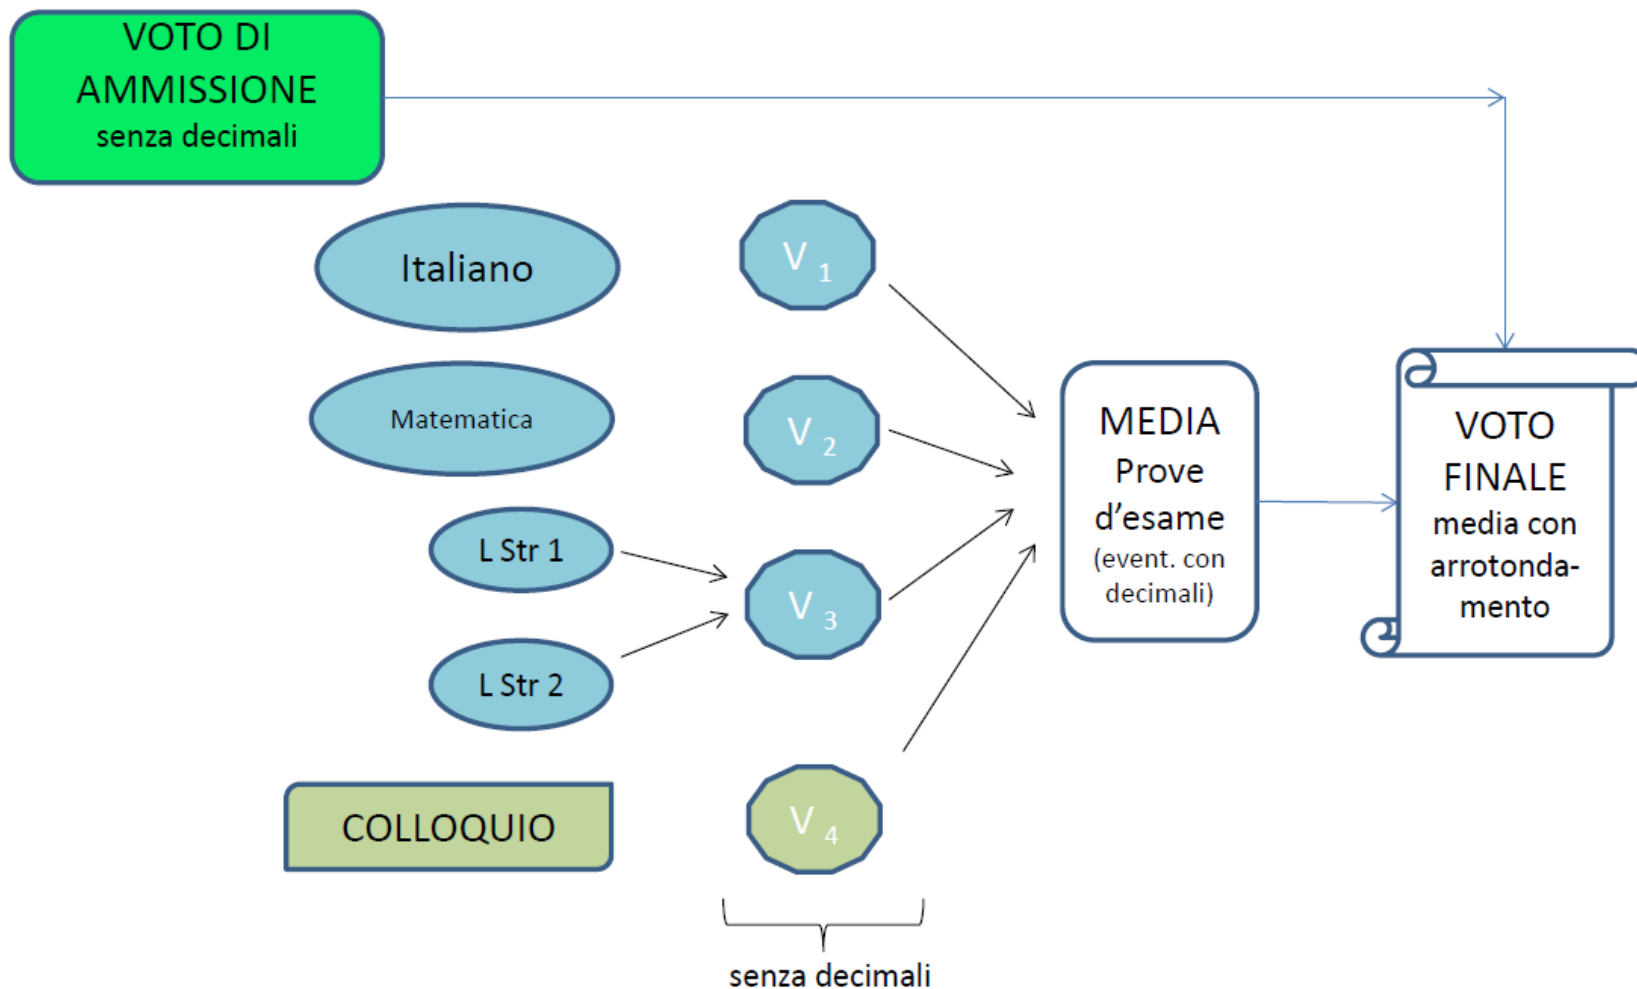 VOTO DI
AMMISSIONE
senza decimali
Italiano
V 1
Matematica
V 2
L Str 1
V 3
L Str 2
COLLOQUIO
V 4
senza decimali
MEDIA
Prove
d'esame
(event. con
decimali)
VOTO
FINALE
media con
arrotonda-
mento